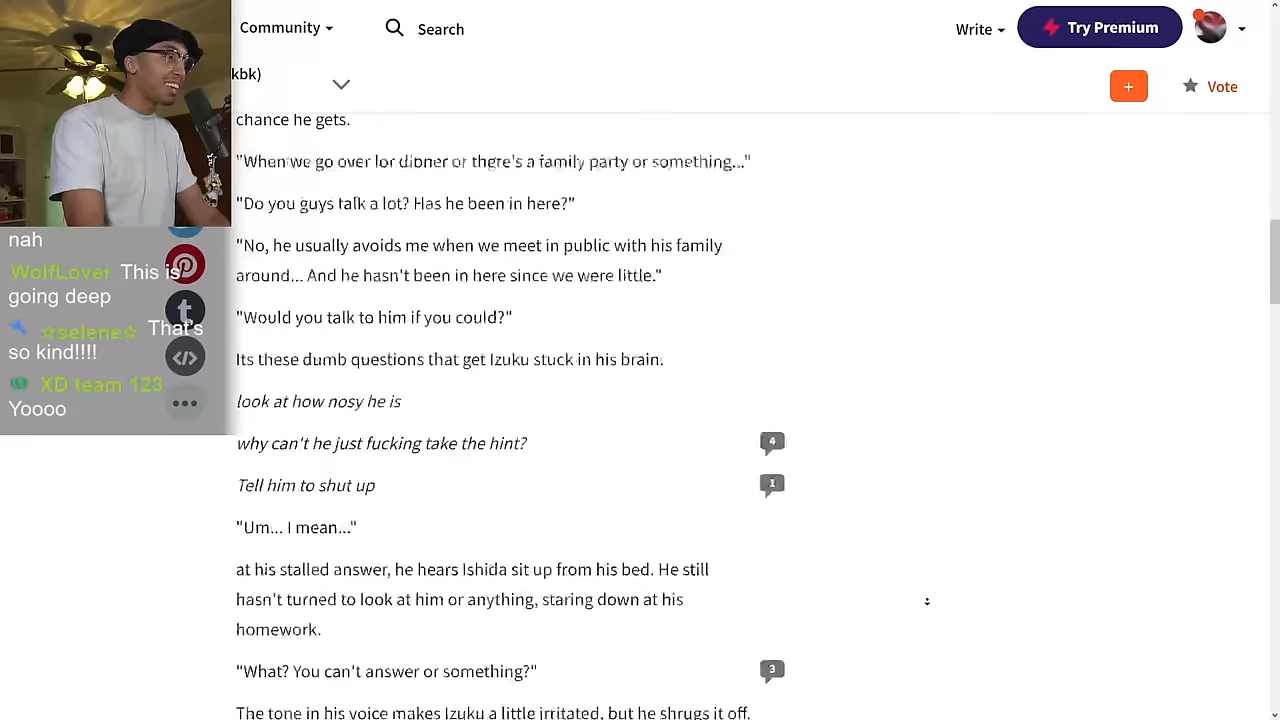 Community
Search
Write
Try Premium
kbk)
+
Vote
chance he gets.
"When we go over for dinner or there's a family party or something..."
"Do you guys talk a lot? Has he been in here?"
"No, he usually avoids me when we meet in public with his family
around... And he hasn't been in here since we were little."
"Would you talk to him if you could?"
Its these dumb questions that get Izuku stuck in his brain.
look at how nosy he is
why can't he just fucking take the hint?
4
Tell him to shut up
1
"Um... I mean..."
at his stalled answer, he hears Ishida sit up from his bed. He still
hasn't turned to look at him or anything, staring down at his
homework.
"What? You can't answer or something?"
3
The tone in his voice makes Izuku a little irritated, but he shrugs it off.
nah
WolfLover This is
going deep
☆selene☆ That's
so kind!!!!
XD team 123
Yoooo